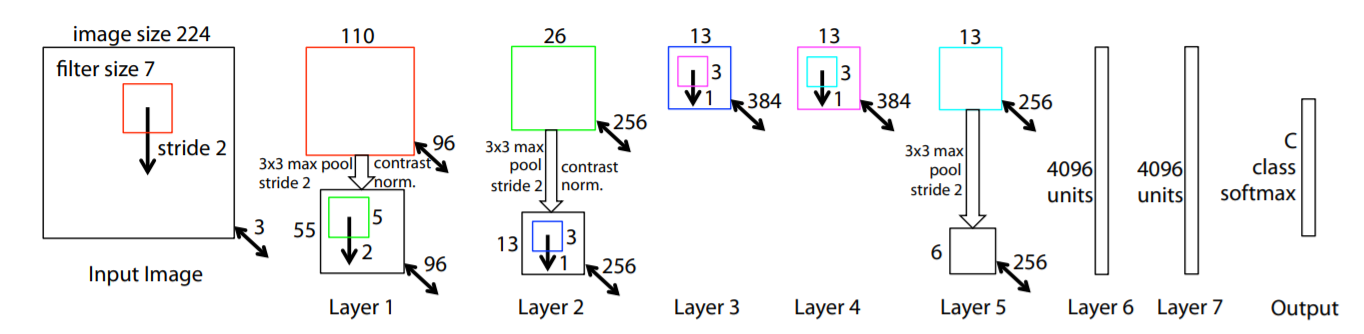 image size 224
filter size 7
stride 2
3
Input Image
110
96
3x3 max pool
stride 2
contrast
norm.
55
5
2
96
Layer 1
26
256
3x3 max
pool
stride 2
contrast
norm.
13
3
1
256
Layer 2
13
3
1
384
Layer 3
13
3
1
384
Layer 4
13
256
3x3 max
pool
stride 2
6
256
Layer 5
4096
units
Layer 6
4096
units
Layer 7
C
class
softmax
Output